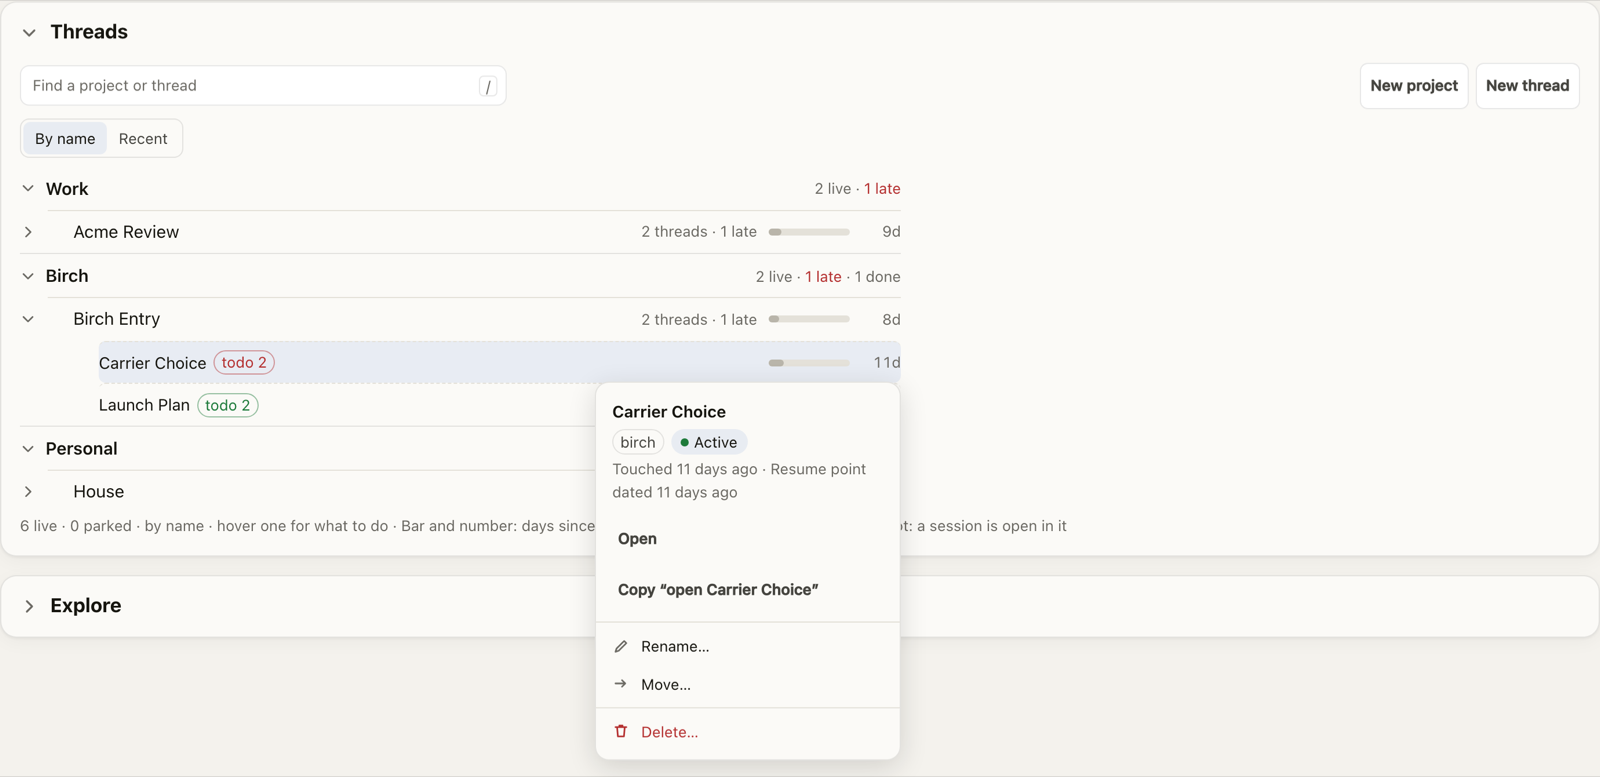 Threads
Find a project or thread /
New project New thread
By name Recent
Work 2 live · 1 late
Acme Review 2 threads · 1 late 9d
Birch 2 live · 1 late · 1 done
Birch Entry 2 threads · 1 late 8d
Carrier Choice todo 2 11d
Launch Plan todo 2
Personal
House
6 live · 0 parked · by name · hover one for what to do · Bar and number: days since
: a session is open in it
Explore
Carrier Choice
birch Active
Touched 11 days ago · Resume point
dated 11 days ago
Open
Copy “open Carrier Choice”
Rename...
Move...
Delete...